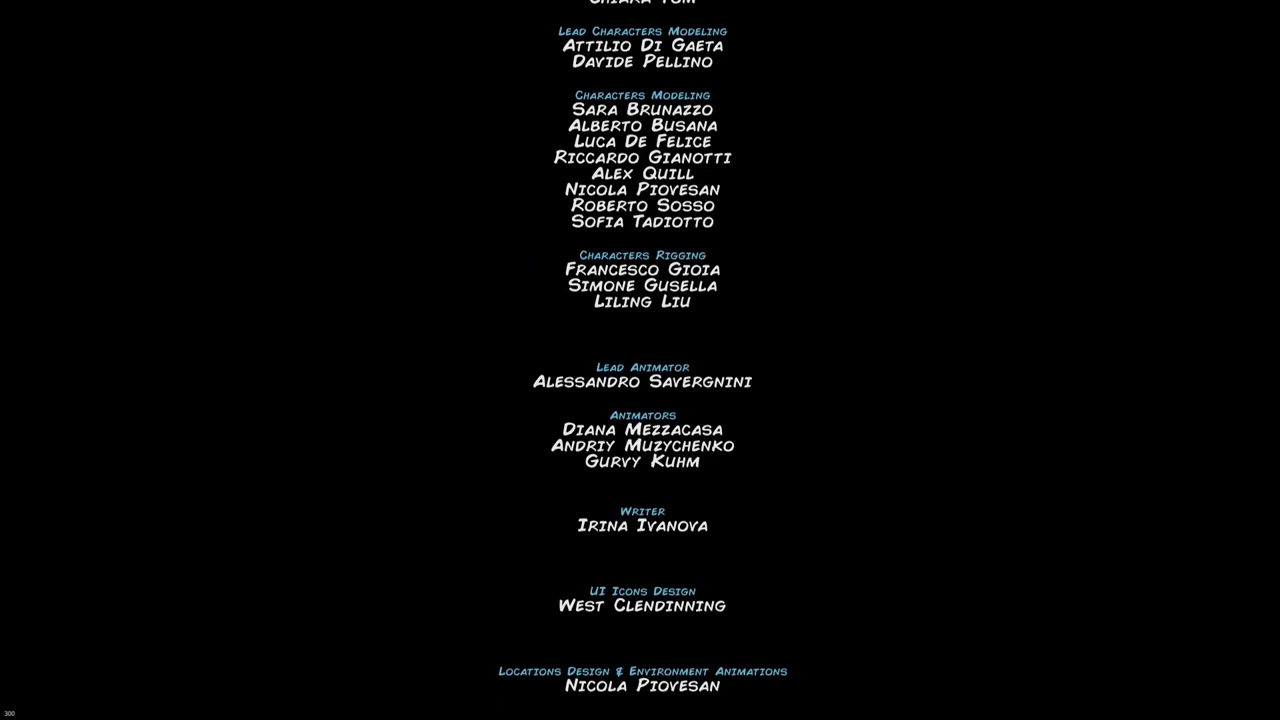 Lead Characters Modeling
Attilio Di Gaeta
Davide Pellino
Characters Modeling
Sara Brunazzo
Alberto Busana
Luca De Felice
Riccardo Gianotti
Alex Quill
Nicola Piovesan
Roberto Sosso
Sofia Tadiotto
Characters Rigging
Francesco Gioia
Simone Gusella
Liling Liu
Lead Animator
Alessandro Savergnini
Animators
Diana Mezzacasa
Andriy Muzychenko
Gurvy Kuhm
Writer
Irina Ivanova
UI Icons Design
West Clendinning
Locations Design & Environment Animations
Nicola Piovesan
300